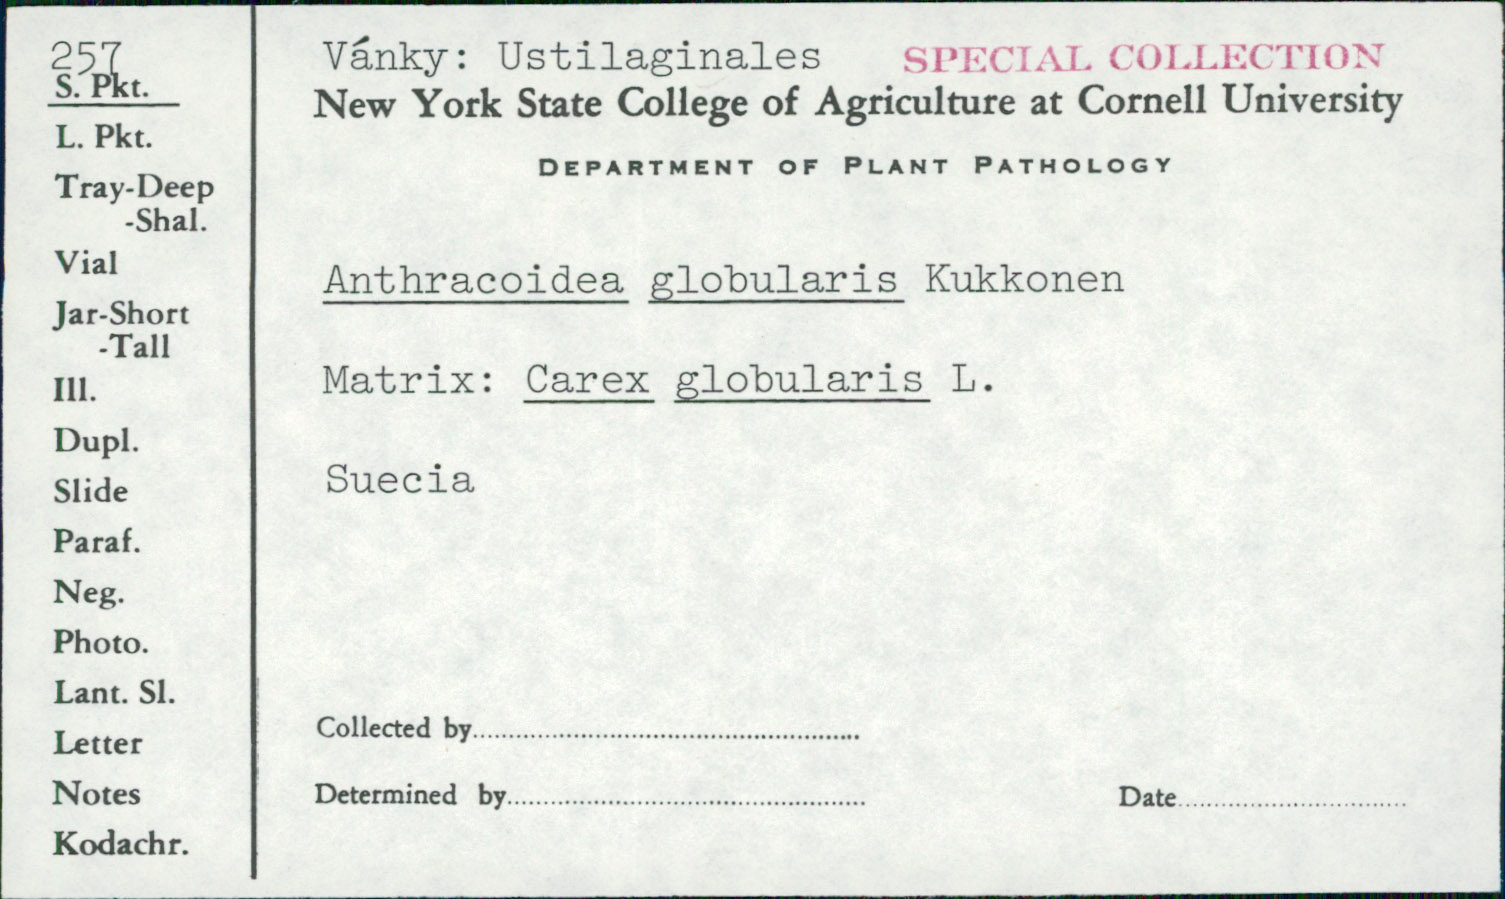 257
S. Pkt.
L. Pkt.
Tray-Deep
-Shal.
Vial
Jar-Short
-Tall
Ill.
Dupl.
Slide
Paraf.
Neg.
Photo.
Lant. Sl.
Letter
Notes
Kodachr.
Vánky: Ustilaginales SPECIAL COLLECTION
New York State College of Agriculture at Cornell University
DEPARTMENT OF PLANT PATHOLOGY
Anthracoidea globularis Kukkonen
Matrix: Carex globularis L.
Suecia
Collected by
Determined by Date